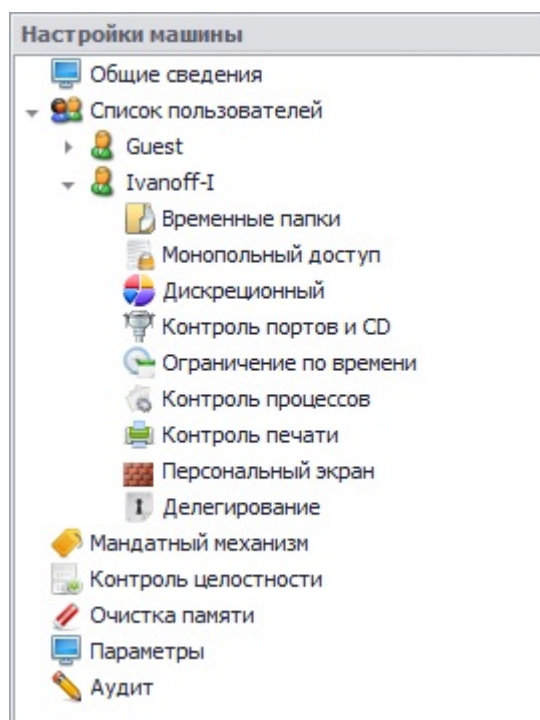 Настройки машины
Общие сведения
Список пользователей
Guest
Ivanoff-I
Временные папки
Монопольный доступ
Дискреционный
Контроль портов и CD
Ограничение по времени
Контроль процессов
Контроль печати
Персональный экран
Делегирование
Мандатный механизм
Контроль целостности
Очистка памяти
Параметры
Аудит